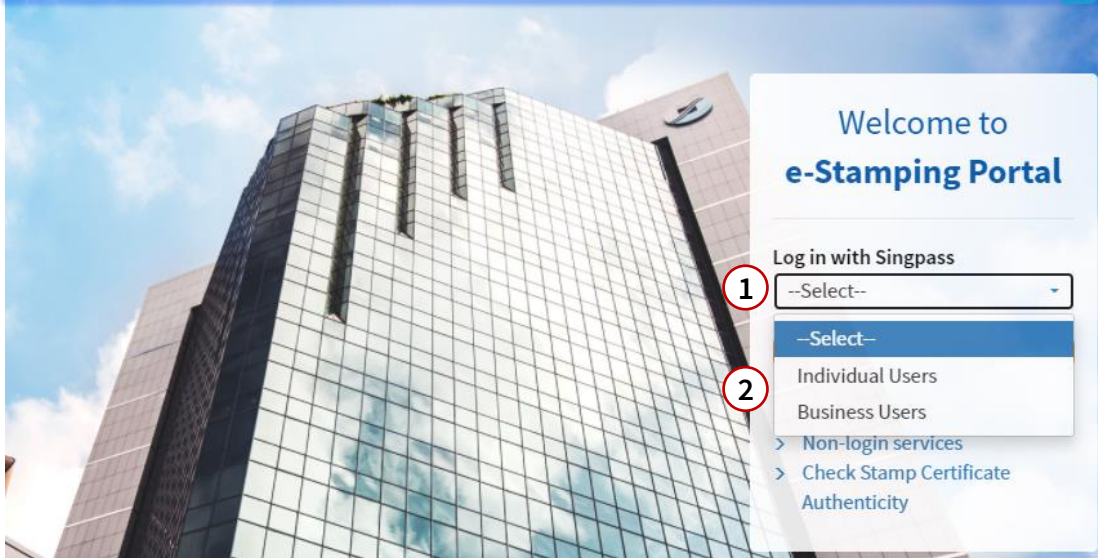 Welcome to
e-Stamping Portal
Log in with Singpass
1
--Select--
--Select--
2
Individual Users
Business Users
> Non-login services
> Check Stamp Certificate
Authenticity